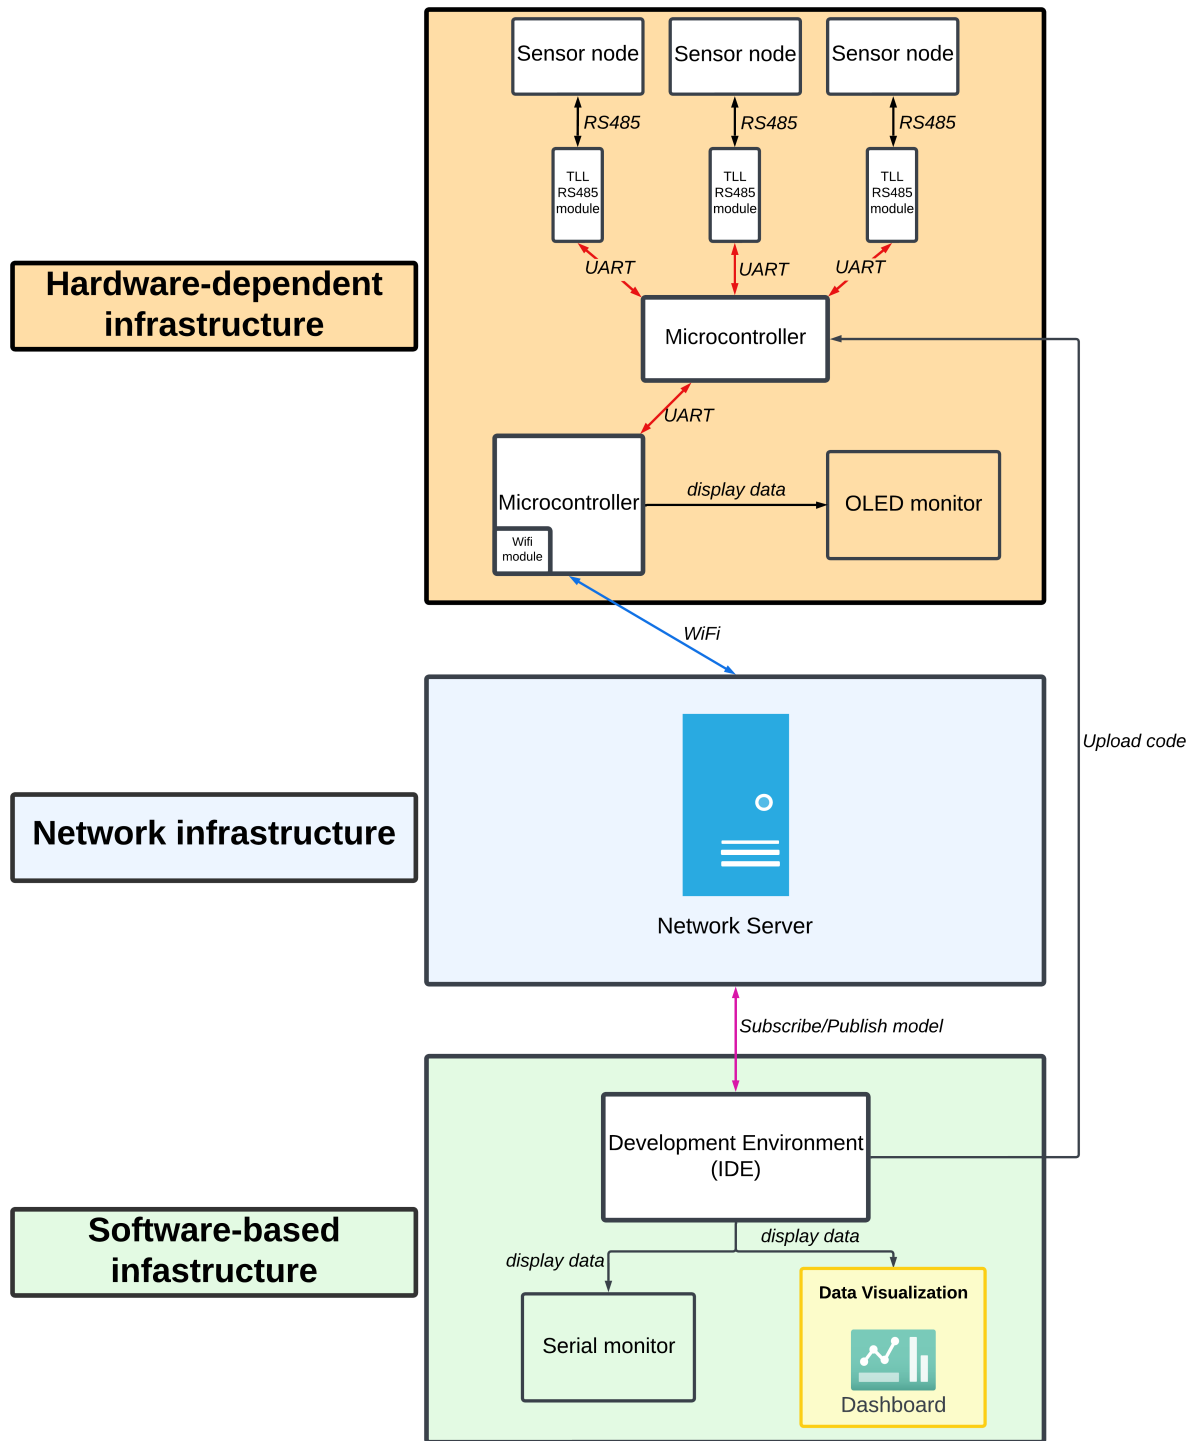 Sensor node
Sensor node
Sensor node
RS485
RS485
RS485
TLL
RS485
module
TLL
RS485
module
TLL
RS485
module
UART
UART
UART
Hardware-dependent
infrastructure
Microcontroller
UART
Microcontroller
display data
OLED monitor
Wifi
module
WiFi
Upload code
Network infrastructure
Network Server
Subscribe/Publish model
Development Environment
(IDE)
Software-based
infastructure
display data
display data
Data Visualization
Serial monitor
Dashboard